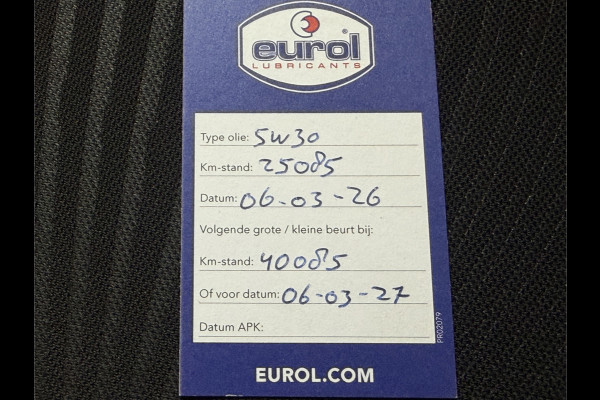 eurol®
LUBRICANTS
Type olie: 5W30
Km-stand: 25085
Datum: 06-03-26
Volgende grote / kleine beurt bij:
Km-stand: 40085
Of voor datum: 06-03-27
Datum APK:
PR02079
EUROL.COM